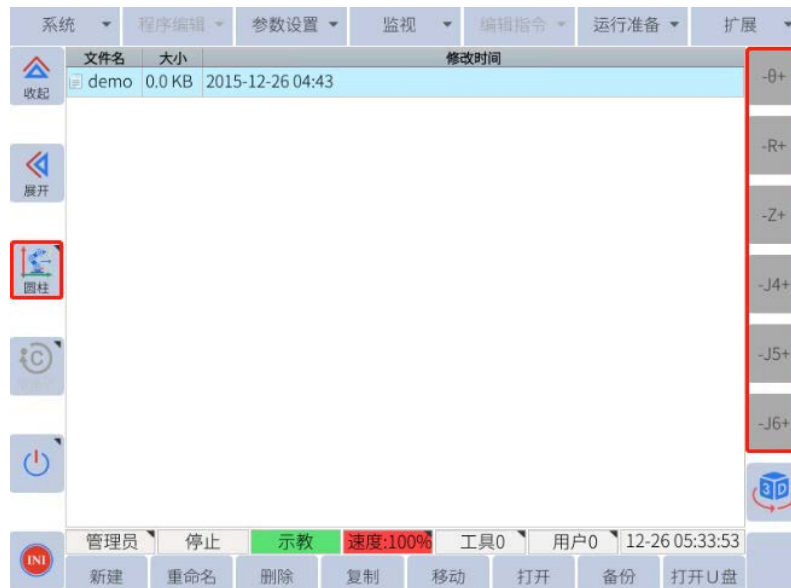 系统 程序编辑 参数设置 监视 编辑指令 运行准备 扩展
文件名 大小 修改时间
demo 0.0 KB 2015-12-26 04:43
收起
展开
圆柱
C
-θ+
-R+
-Z+
-J4+
-J5+
-J6+
3D
管理员 停止 示教 速度:100% 工具0 用户0 12-26 05:33:53
INI
新建 重命名 删除 复制 移动 打开 备份 打开U盘